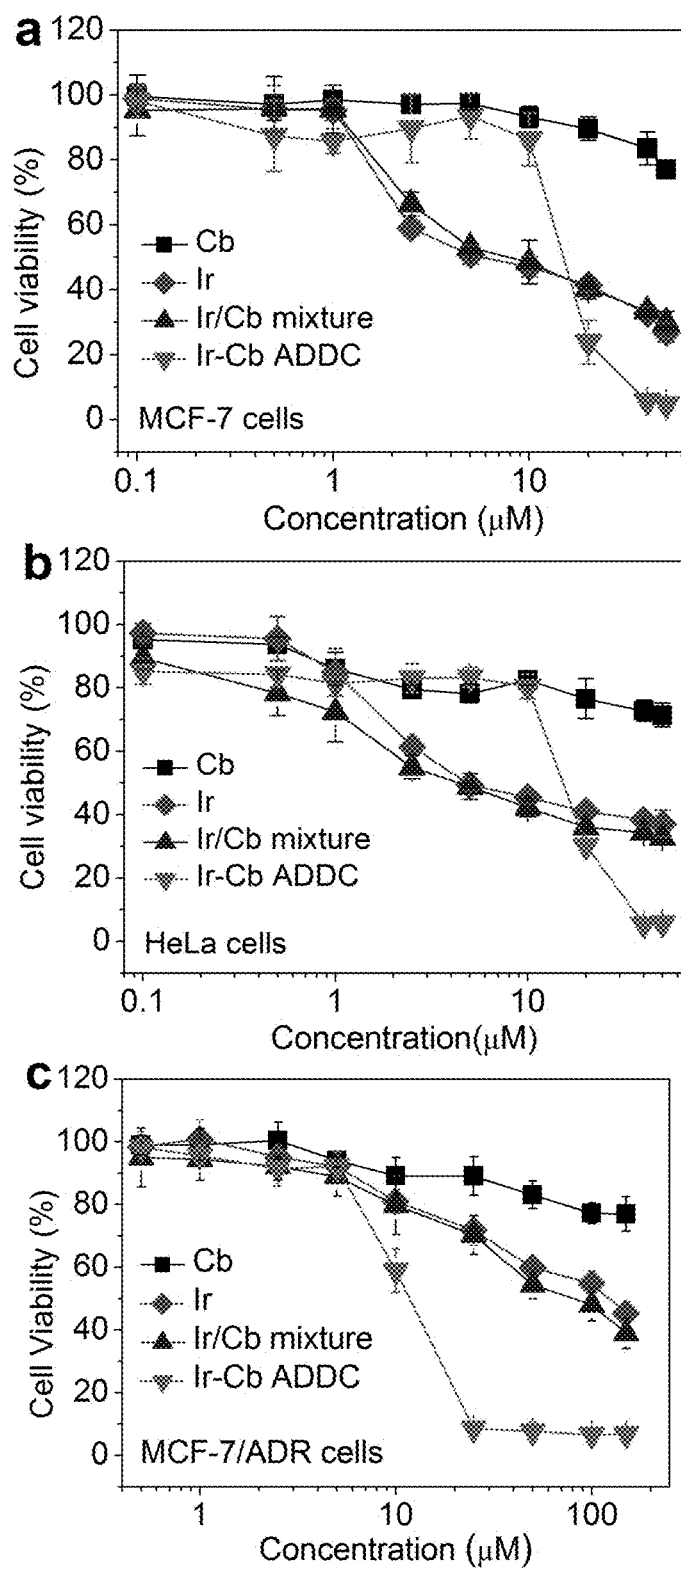 a
120
100
80
60
40
20
0
Cell viability (%)
Cb
Ir
Ir/Cb mixture
Ir-Cb ADDC
MCF-7 cells
0.1 1 10
Concentration (μM)
b
120
100
80
60
40
20
0
Cell viability (%)
Cb
Ir
Ir/Cb mixture
Ir-Cb ADDC
HeLa cells
0.1 1 10
Concentration(μM)
c
120
100
80
60
40
20
0
Cell Viability (%)
Cb
Ir
Ir/Cb mixture
Ir-Cb ADDC
MCF-7/ADR cells
1 10 100
Concentration (μM)